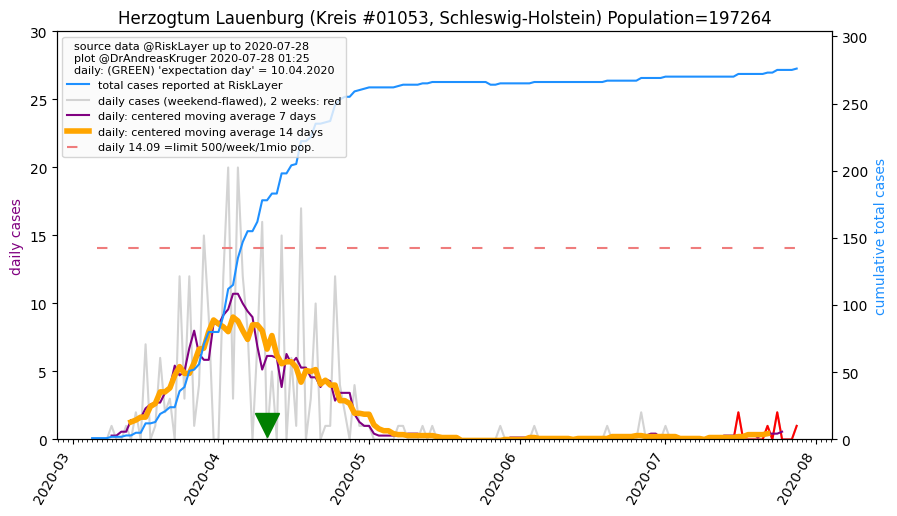 Herzogtum Lauenburg (Kreis #01053, Schleswig-Holstein) Population=197264
source data @RiskLayer up to 2020-07-28
plot @DrAndreasKruger 2020-07-28 01:25
daily: (GREEN) 'expectation day' = 10.04.2020
total cases reported at RiskLayer
daily cases (weekend-flawed), 2 weeks: red
daily: centered moving average 7 days
daily: centered moving average 14 days
daily 14.09 =limit 500/week/1mio pop.
daily cases
30
25
20
15
10
5
0
cumulative total cases
300
250
200
150
100
50
0
2020-03
2020-04
2020-05
2020-06
2020-07
2020-08